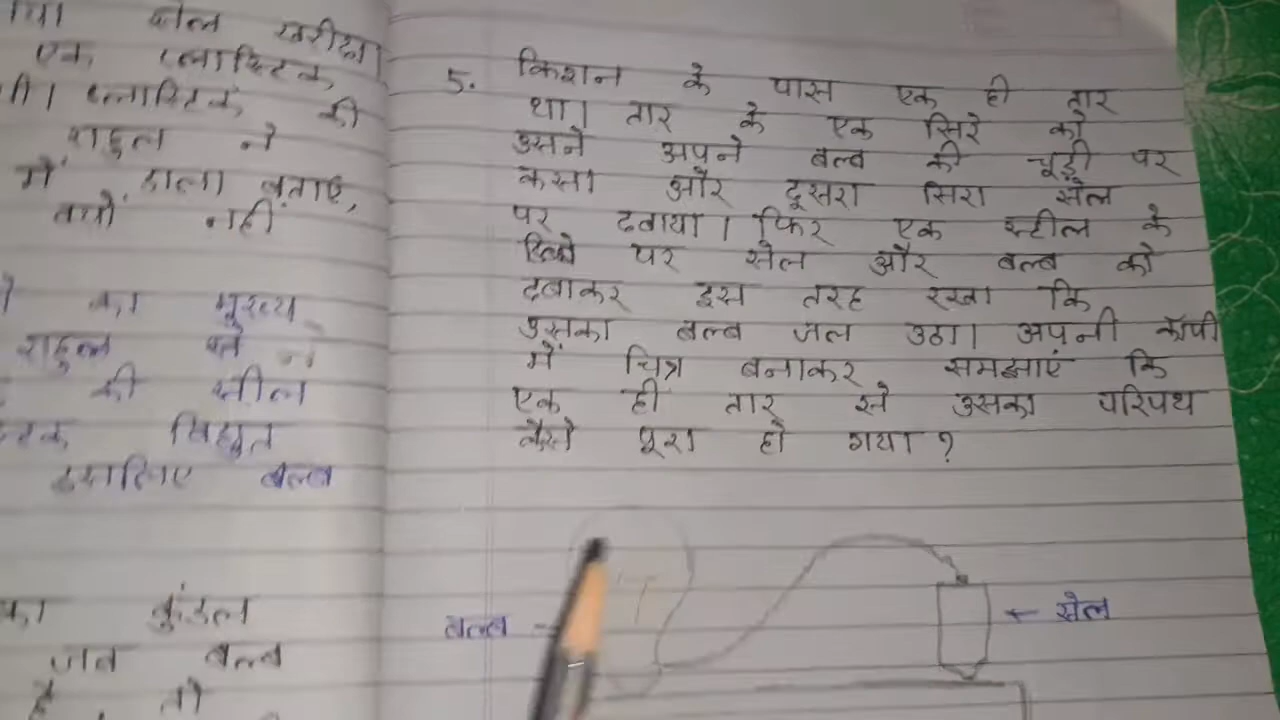 या सेल खरीदा।
एक प्लास्टिक
थी। प्लास्टिक की
राहुल ने
में डाला बताएं,
क्यों नहीं
का मुख्य
राहुल के
की स्टील
विद्युत
इसलिए बल्ब
का कुंडल
जब बल्ब
है तो
5. किशन के पास एक ही तार
था। तार के एक सिरे को
उसने अपने बल्ब की चूड़ी पर
कसा और दूसरा सिरा सेल
पर दबाया। फिर एक स्टील के
डिब्बे पर सेल और बल्ब को
दबाकर इस तरह रखा कि
उसका बल्ब जल उठा। अपनी कॉपी
में चित्र बनाकर समझाएं कि
एक ही तार से उसका परिपथ
कैसे पूरा हो गया?
बल्ब -
← सेल